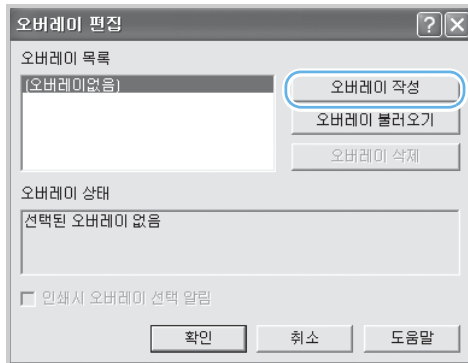 오버레이 편집
오버레이 목록
(오버레이없음)
오버레이 작성
오버레이 불러오기
오버레이 삭제
오버레이 상태
선택된 오버레이 없음
인쇄시 오버레이 선택 알림
확인 취소 도움말